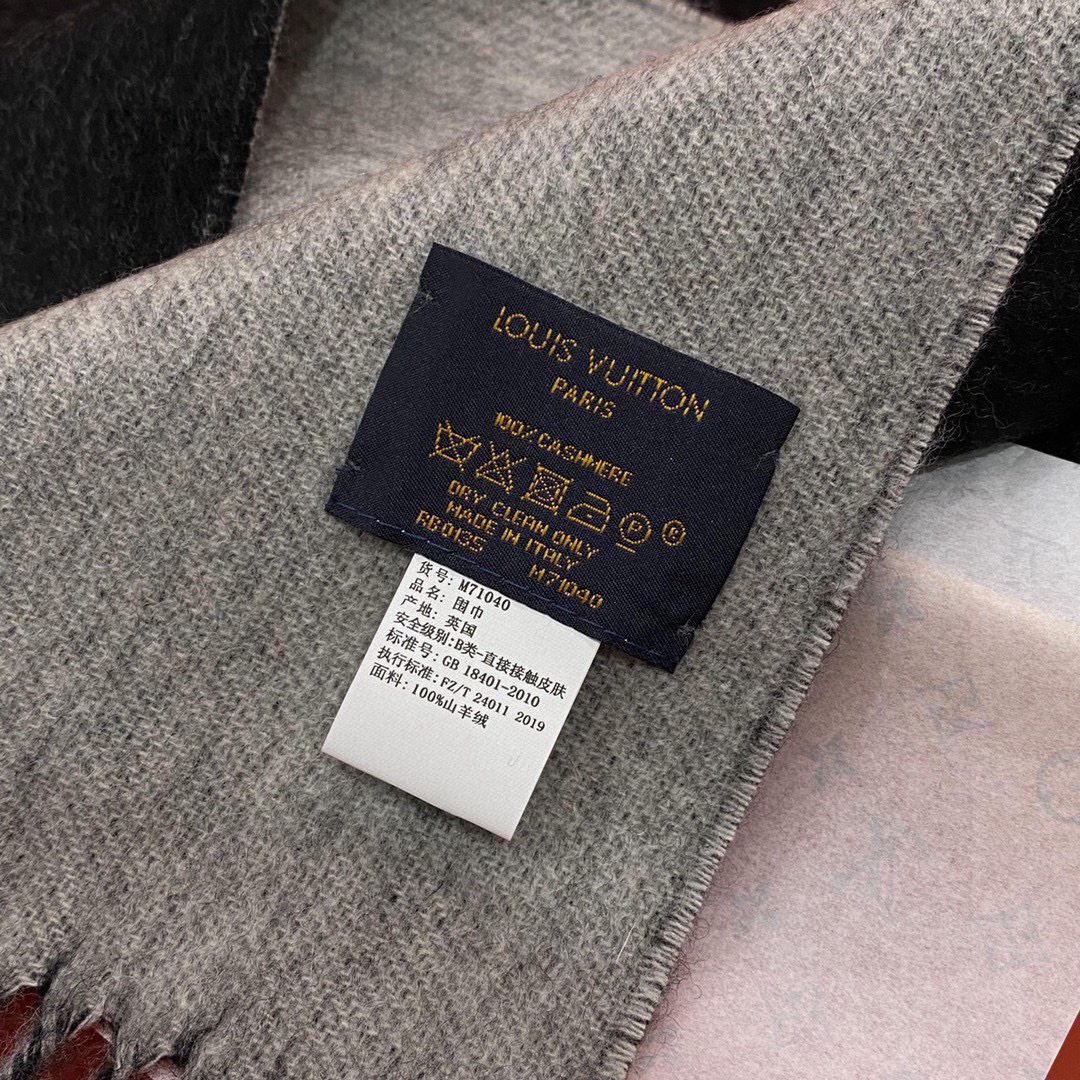 LOUIS VUITTON
PARIS
100% CASHMERE
P ®
DRY CLEAN ONLY
MADE IN ITALY
RG0135 M71040
货号: M71040
品名: 围巾
产地: 英国
安全级别:B类-直接接触皮肤
标准号: GB 18401-2010
执行标准: FZ/T 24011 2019
面料: 100%山羊绒